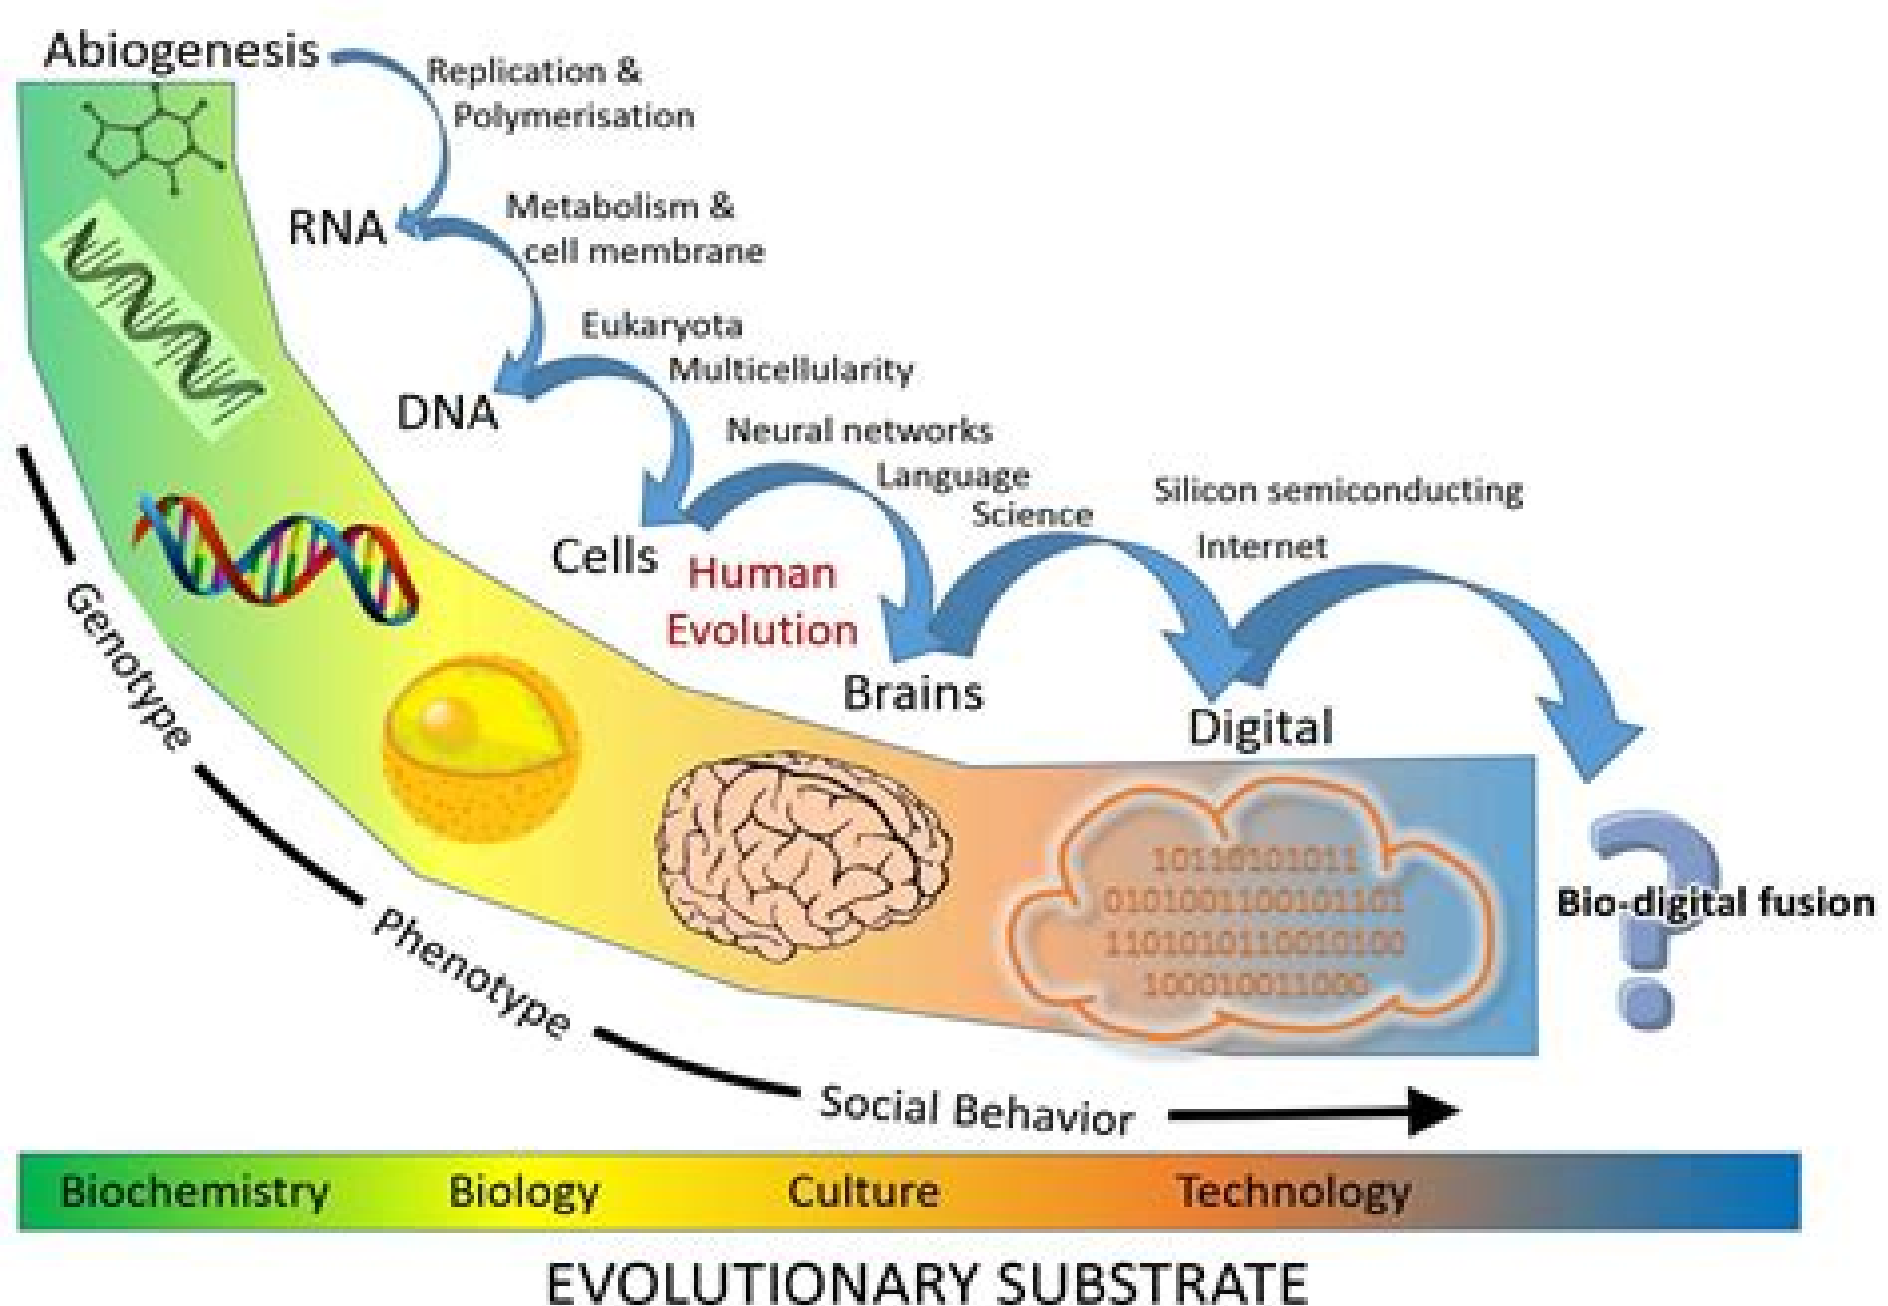 Abiogenesis
Replication &
Polymerisation
RNA
Metabolism &
cell membrane
Eukaryota
Multicellularity
DNA
Neural networks
Language
Science
Silicon semiconducting
Internet
Cells
Human
Evolution
Brains
Digital
Genotype
Phenotype
Social Behavior
10110101011
0101001100101101
1101010110010100
100010011000
?
Bio-digital fusion
Biochemistry
Biology
Culture
Technology
EVOLUTIONARY SUBSTRATE